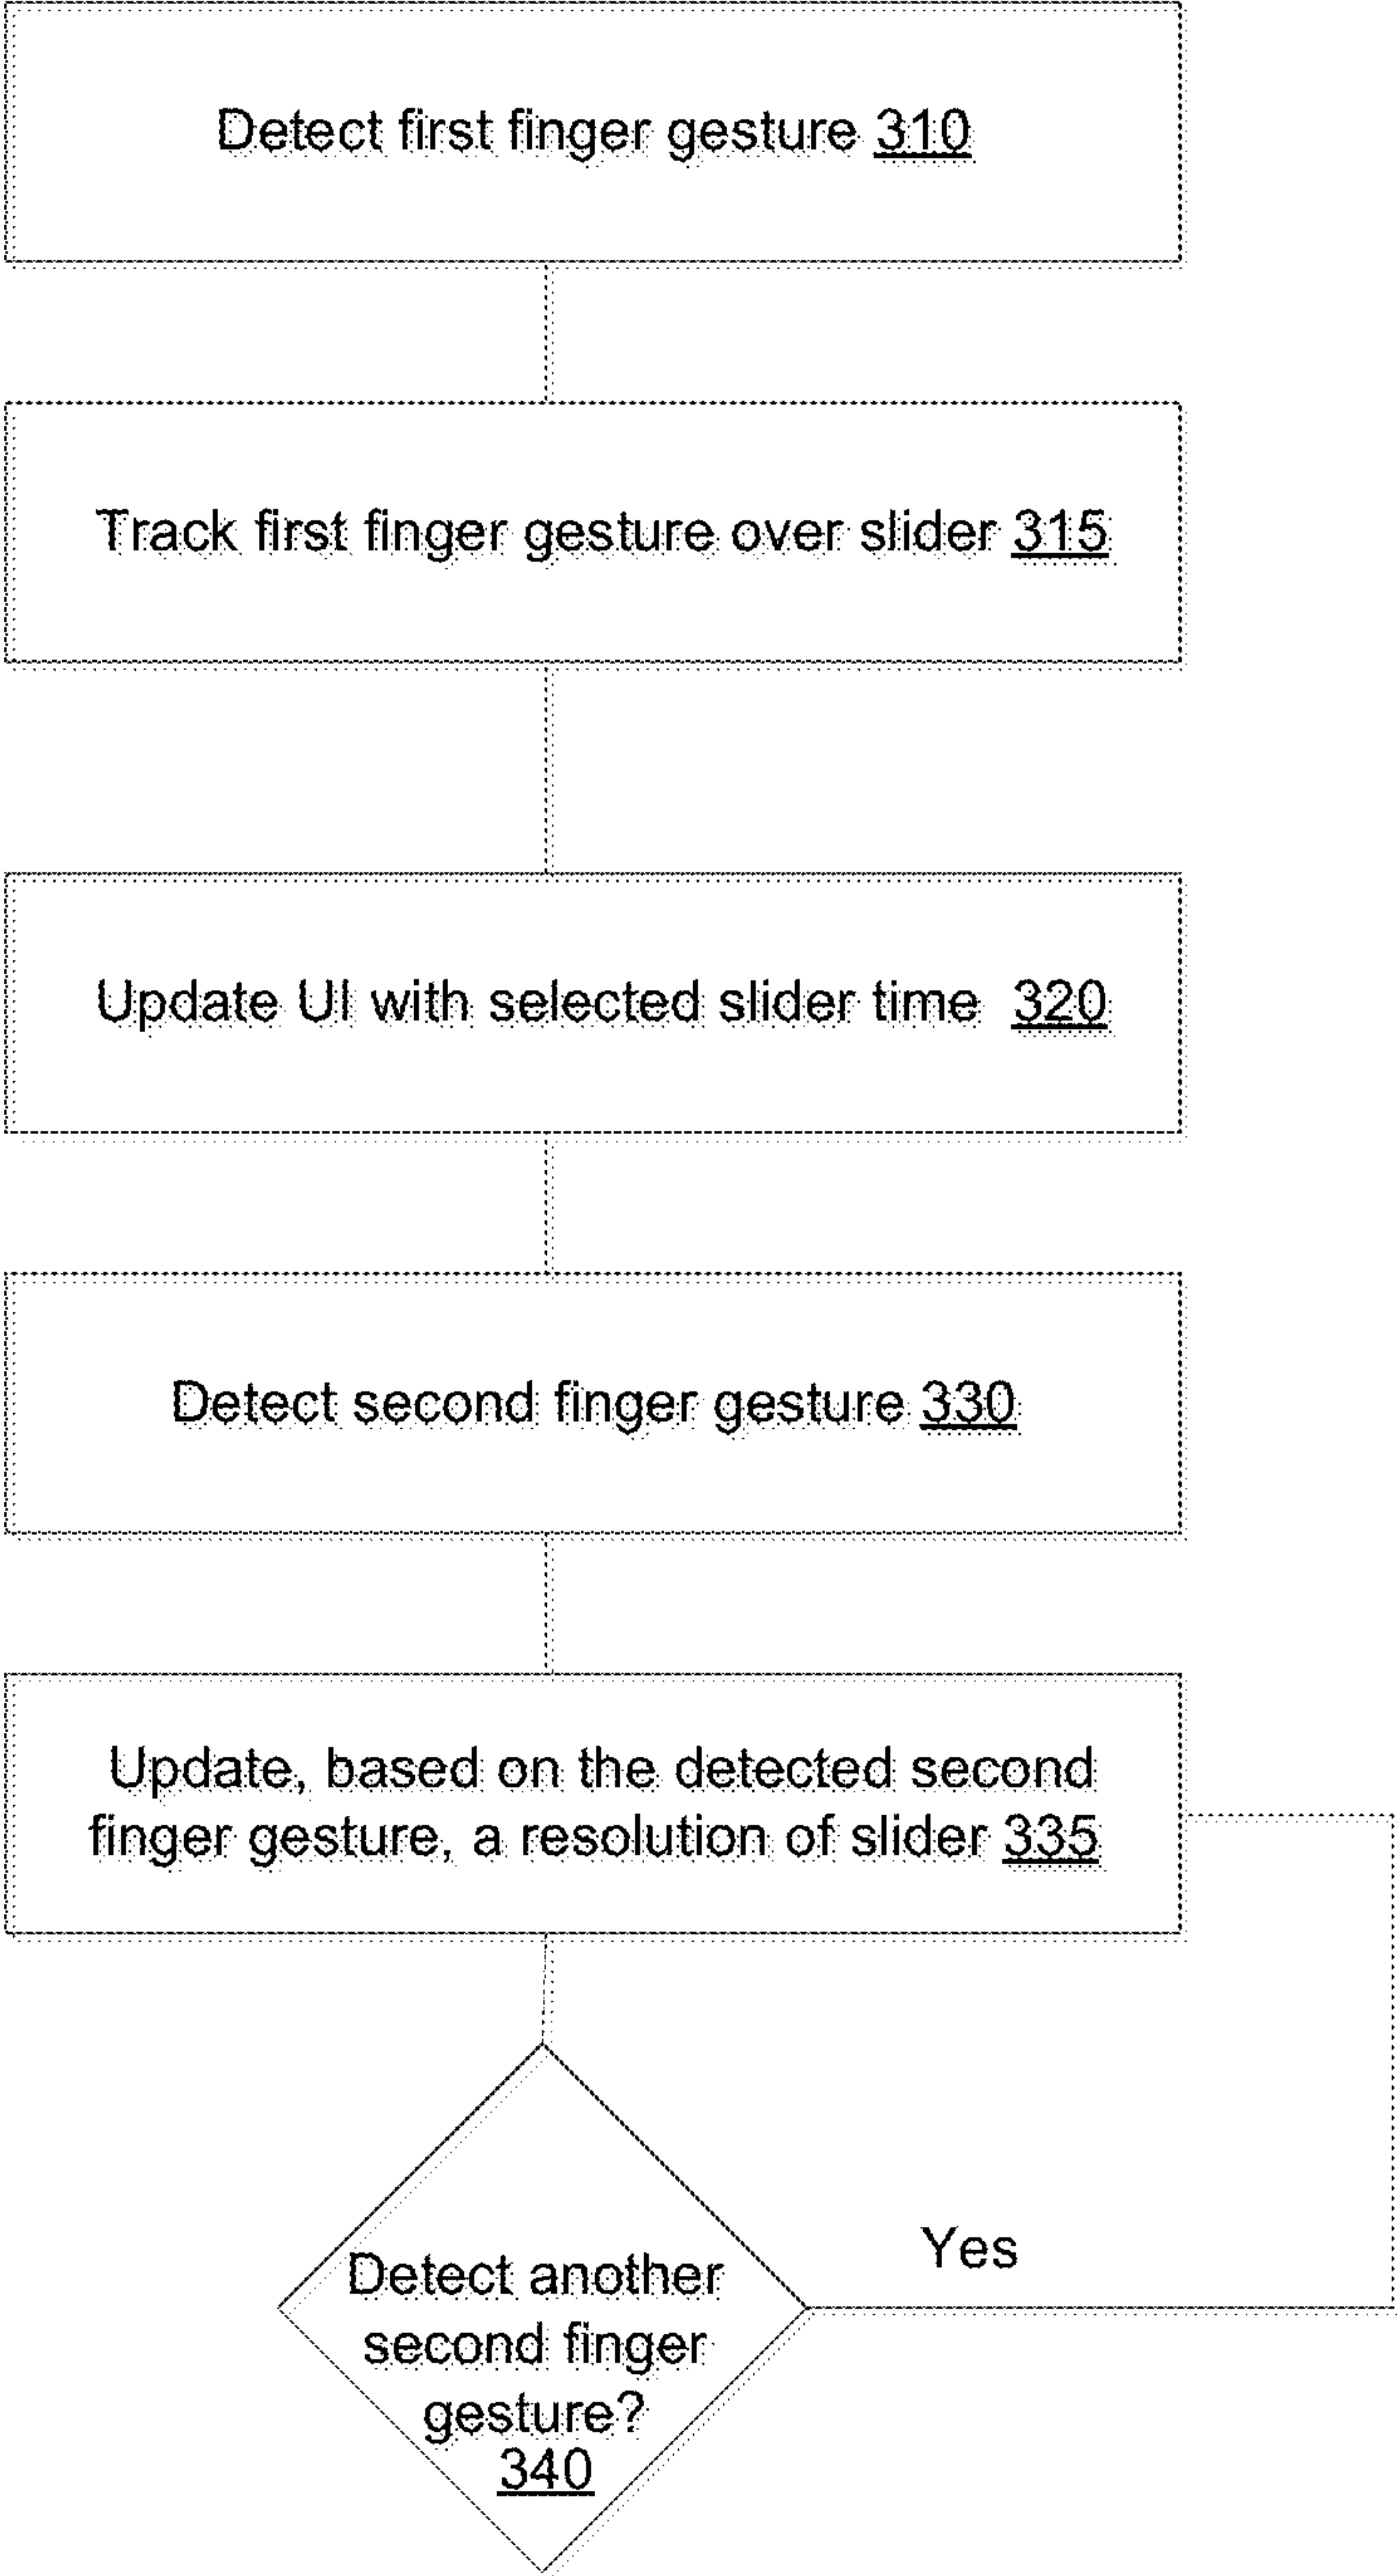 Detect first finger gesture 310
Track first finger gesture over slider 315
Update UI with selected slider time 320
Detect second finger gesture 330
Update, based on the detected second
finger gesture, a resolution of slider 335
Yes
Detect another
second finger
gesture?
340